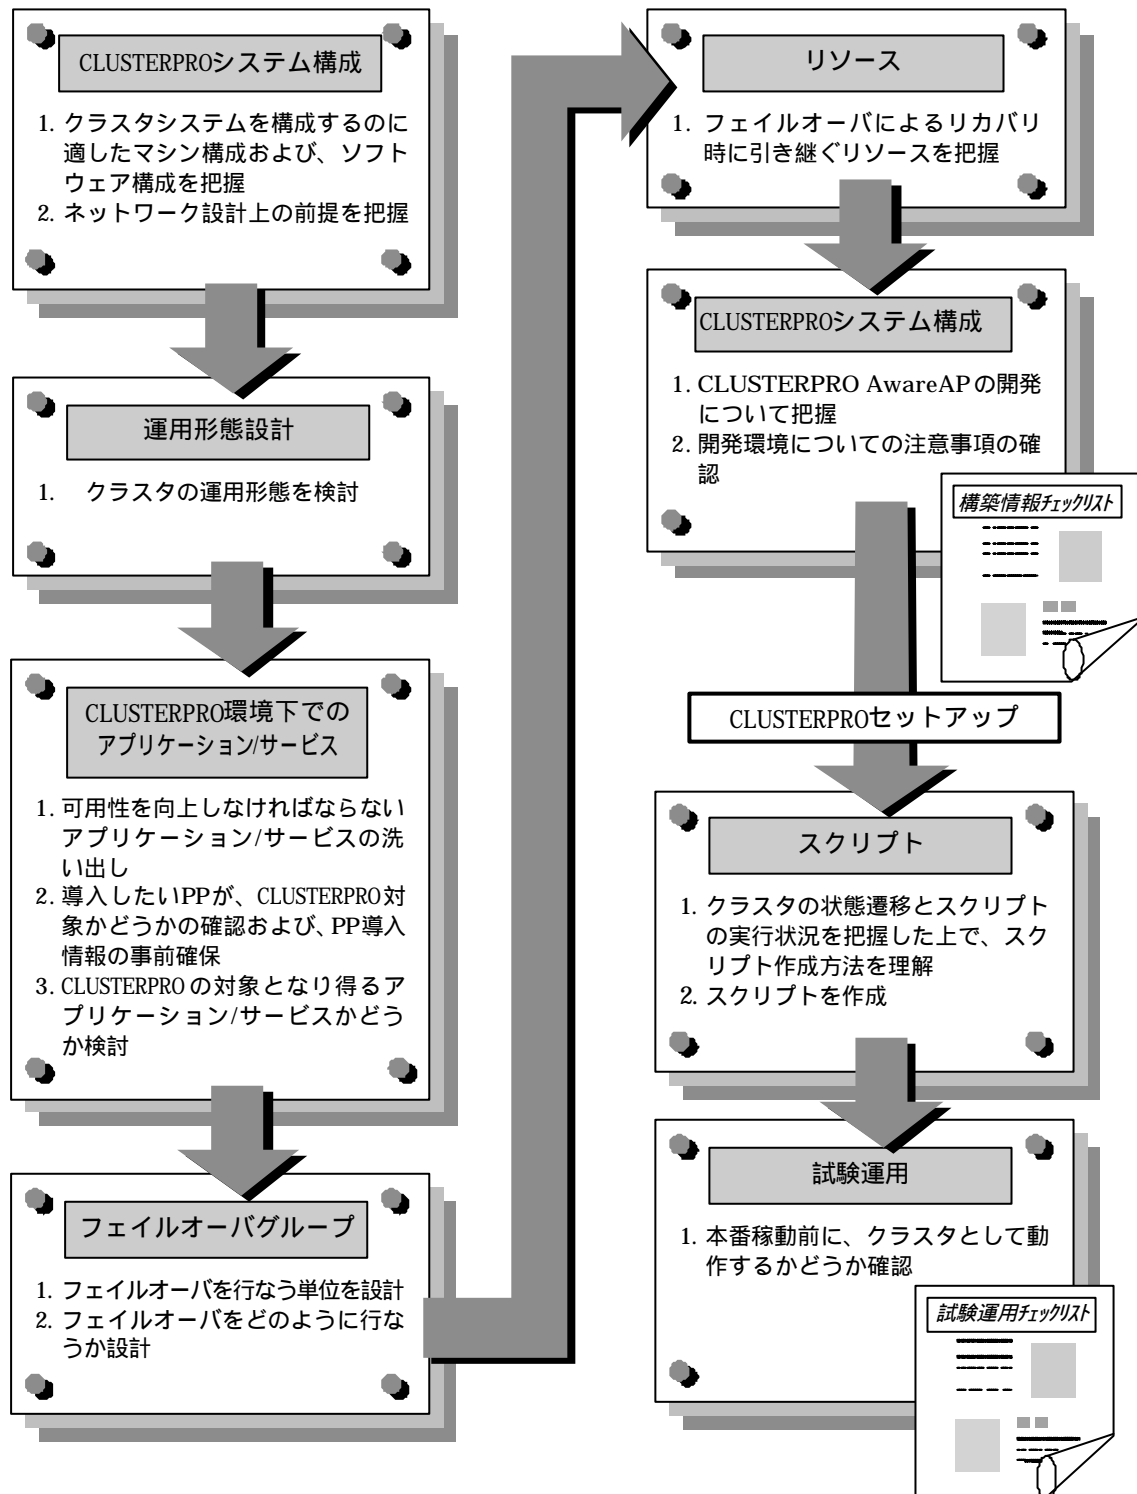 CLUSTERPROシステム構成
1. クラスタシステムを構成するのに
適したマシン構成および、ソフト
ウェア構成を把握
2. ネットワーク設計上の前提を把握
運用形態設計
1. クラスタの運用形態を検討
CLUSTERPRO環境下での
アプリケーション/サービス
1. 可用性を向上しなければならない
アプリケーション/サービスの洗
い出し
2. 導入したいPPが、CLUSTERPRO対
象かどうかの確認および、PP導入
情報の事前確保
3. CLUSTERPROの対象となり得るア
プリケーション/サービスかどう
か検討
フェイルオーバグループ
1. フェイルオーバを行なう単位を設計
2. フェイルオーバをどのように行な
うか設計
リソース
1. フェイルオーバによるリカバリ
時に引き継ぐリソースを把握
CLUSTERPROシステム構成
1. CLUSTERPRO AwareAPの開発
について把握
2. 開発環境についての注意事項の確
認
構築情報チェックリスト
CLUSTERPROセットアップ
スクリプト
1. クラスタの状態遷移とスクリプト
の実行状況を把握した上で、スク
リプト作成方法を理解
2. スクリプトを作成
試験運用
1. 本番稼動前に、クラスタとして動
作するかどうか確認
試験運用チェックリスト